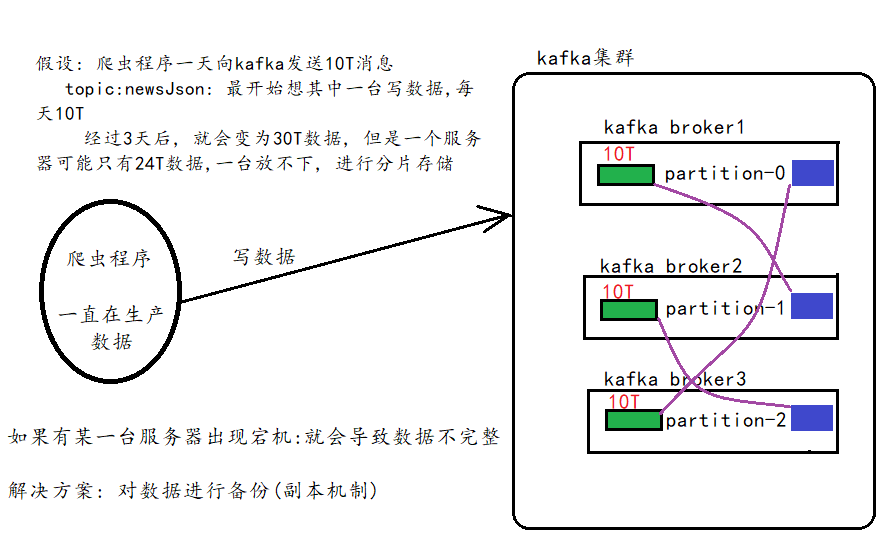 假设: 爬虫程序一天向kafka发送10T消息
topic:newsJson: 最开始想其中一台写数据,每
天10T
经过3天后, 就会变为30T数据, 但是一个服务
器可能只有24T数据,一台放不下, 进行分片存储
kafka集群
kafka broker1
10T
partition-0
爬虫程序
一直在生产
数据
写数据
kafka broker2
10T
partition-1
kafka broker3
10T
partition-2
如果有某一台服务器出现宕机:就会导致数据不完整
解决方案: 对数据进行备份(副本机制)